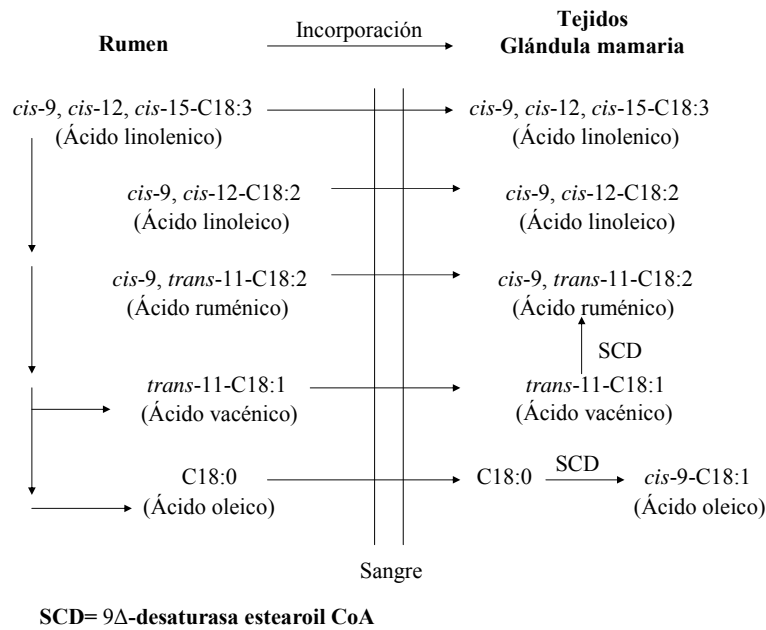 Rumen
Incorporación
Tejidos
Glándula mamaria
cis-9, cis-12, cis-15-C18:3
(Ácido linolenico)
cis-9, cis-12, cis-15-C18:3
(Ácido linolenico)
cis-9, cis-12-C18:2
(Ácido linoleico)
cis-9, cis-12-C18:2
(Ácido linoleico)
cis-9, trans-11-C18:2
(Ácido ruménico)
cis-9, trans-11-C18:2
(Ácido ruménico)
SCD
trans-11-C18:1
(Ácido vacénico)
trans-11-C18:1
(Ácido vacénico)
C18:0
(Ácido oleico)
C18:0
SCD
cis-9-C18:1
(Ácido oleico)
Sangre
SCD= 9Δ-desaturasa estearoil CoA